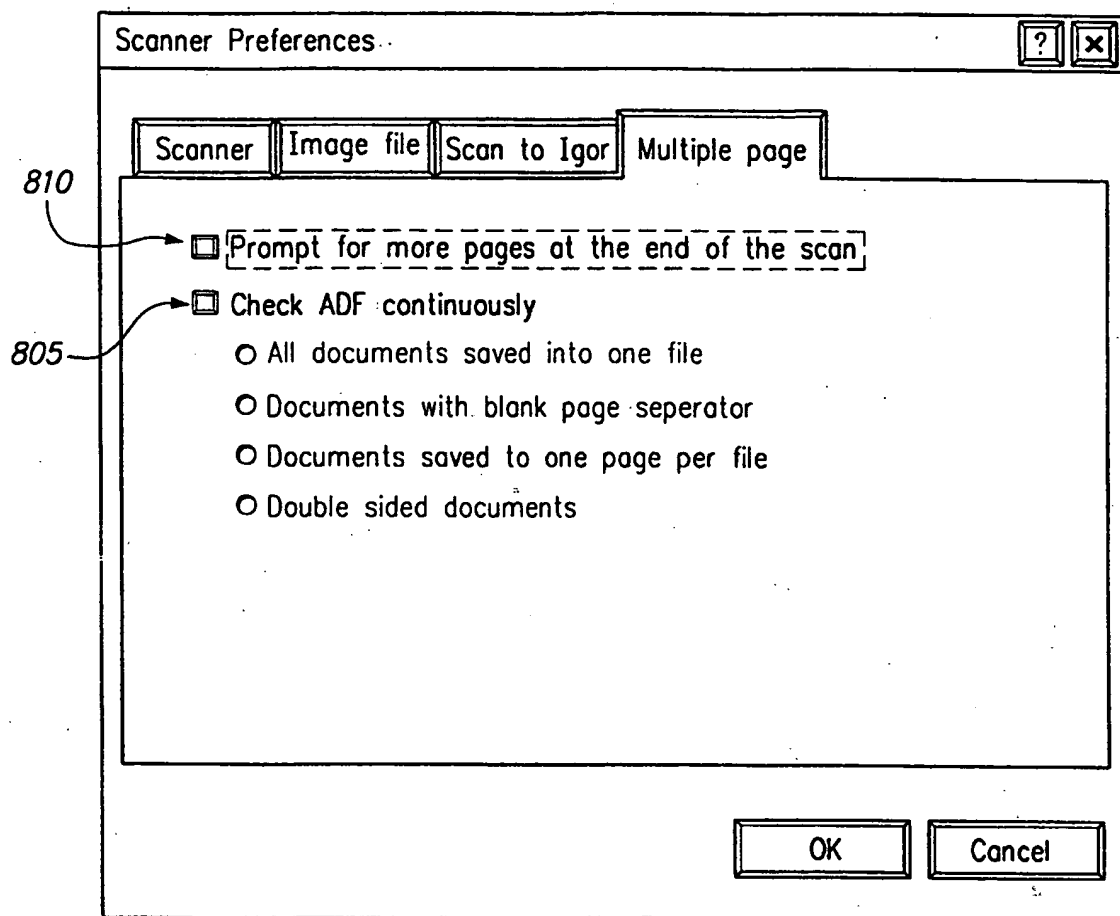 Scanner Preferences
?
×
Scanner
Image file
Scan to Igor
Multiple page
810
Prompt for more pages at the end of the scan
Check ADF continuously
805
All documents saved into one file
Documents with blank page seperator
Documents saved to one page per file
Double sided documents
OK
Cancel